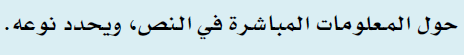 حول المعلومات المباشرة في النص، ويحدد نوعه.